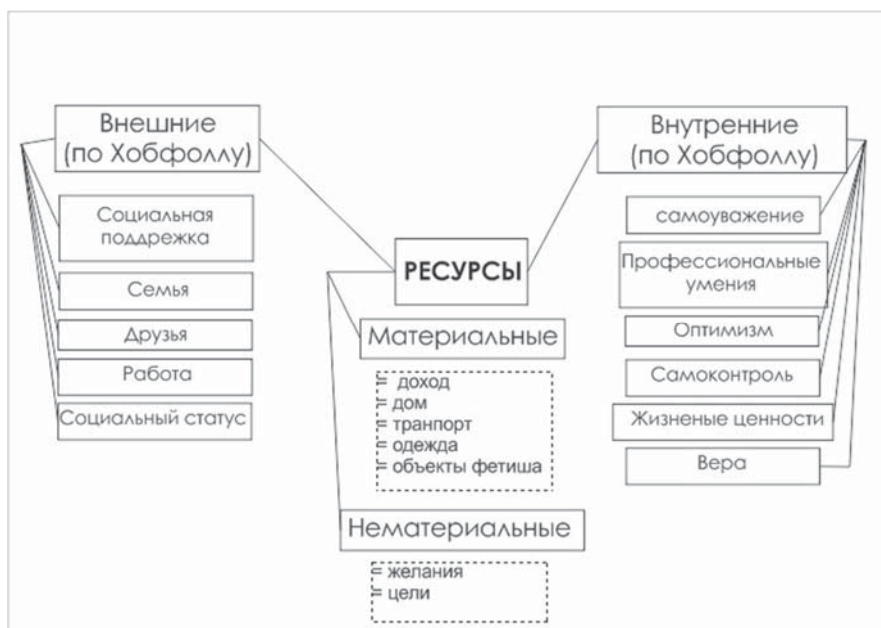 Внешние
(по Хобфоллу)
Социальная
поддрежка
Семья
Друзья
Работа
Социальный статус
РЕСУРСЫ
Материальные
= доход
= дом
= транпорт
= одежда
= объекты фетиша
Нематериальные
= желания
= цели
Внутренние
(по Хобфоллу)
самоуважение
Профессиональные
умения
Оптимизм
Самоконтроль
Жизненые ценности
Вера